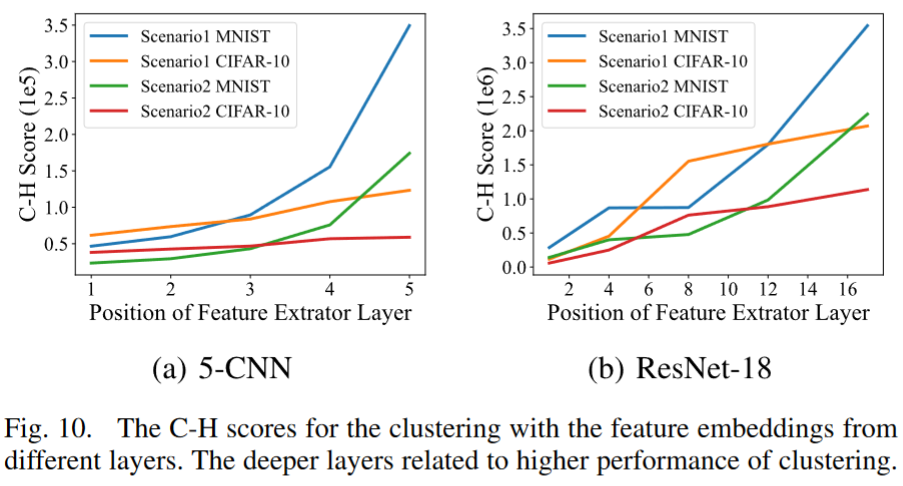 3.5
3.0
2.5
2.0
1.5
1.0
0.5
C-H Score (1e5)
Scenario1 MNIST
Scenario1 CIFAR-10
Scenario2 MNIST
Scenario2 CIFAR-10
1 2 3 4 5
Position of Feature Extrator Layer
(a) 5-CNN
3.5
3.0
2.5
2.0
1.5
1.0
0.5
0.0
C-H Score (1e6)
Scenario1 MNIST
Scenario1 CIFAR-10
Scenario2 MNIST
Scenario2 CIFAR-10
2 4 6 8 10 12 14 16
Position of Feature Extrator Layer
(b) ResNet-18
Fig. 10. The C-H scores for the clustering with the feature embeddings from
different layers. The deeper layers related to higher performance of clustering.